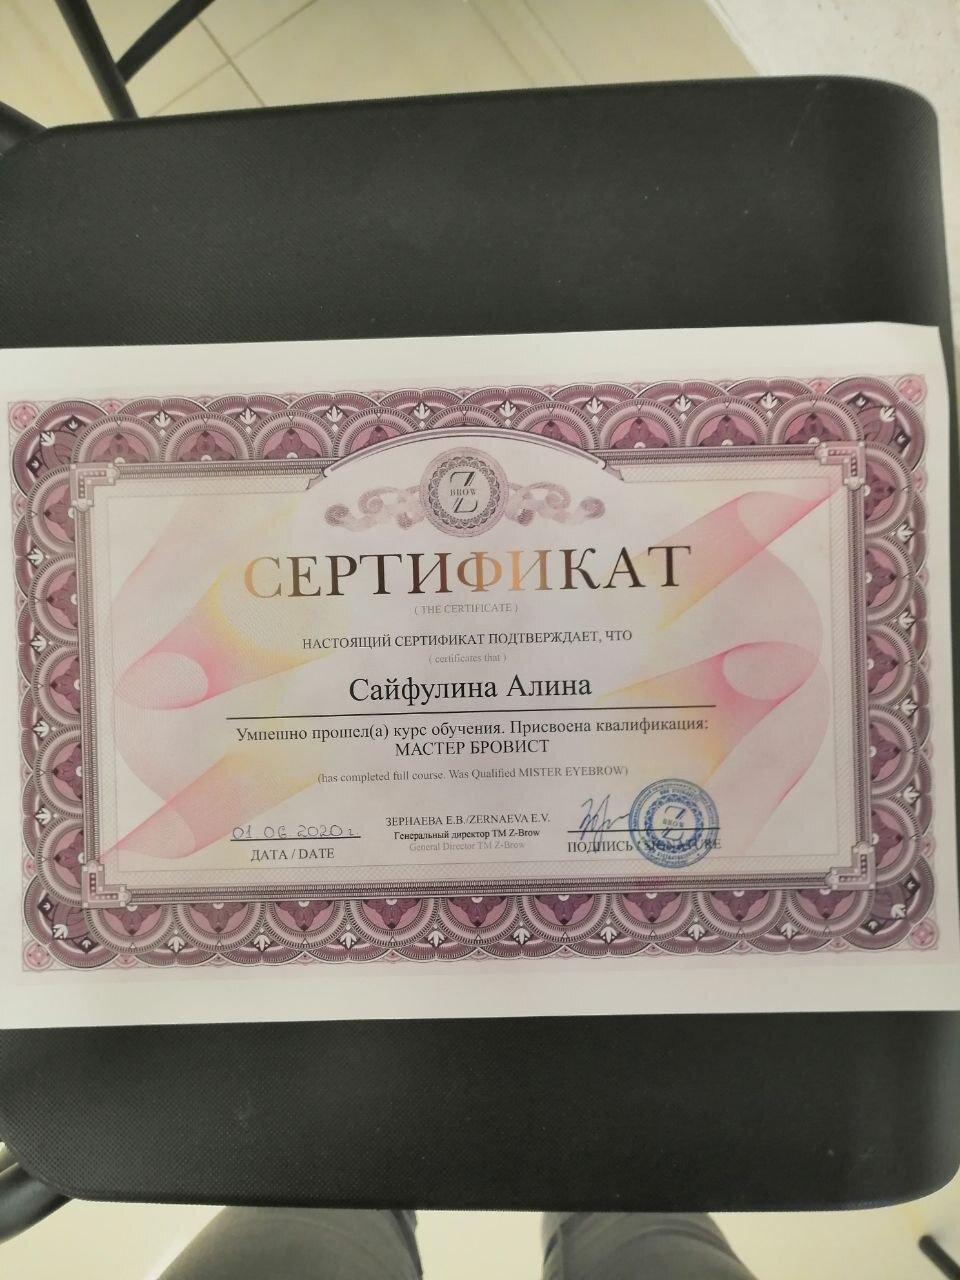 Z
BROW
СЕРТИФИКАТ
( THE CERTIFICATE )
НАСТОЯЩИЙ СЕРТИФИКАТ ПОДТВЕРЖДАЕТ, ЧТО
( certificates that )
Сайфулина Алина
Умпешно прошел(а) курс обучения. Присвоена квалификация:
МАСТЕР БРОВИСТ
(has completed full course. Was Qualified MISTER EYEBROW)
01.06 2020 г.
ДАТА / DATE
ЗЕРНАЕВА Е.В./ZERNAEVA E.V.
Генеральный директор ТМ Z-Brow
General Director TM Z-Brow
ПОДПИСЬ / SIGNATURE
Z
BROW